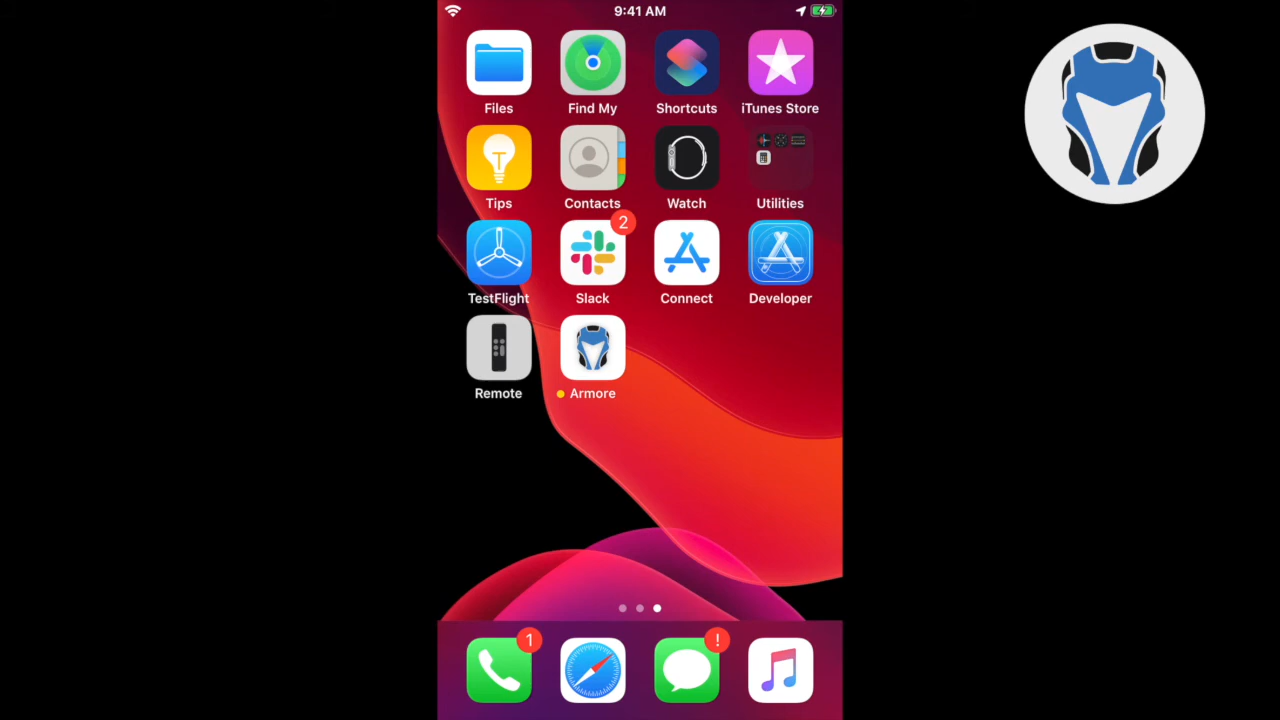 9:41 AM
Files Find My Shortcuts iTunes Store
Tips Contacts Watch Utilities
2
TestFlight Slack Connect Developer
Remote Armore
1 !